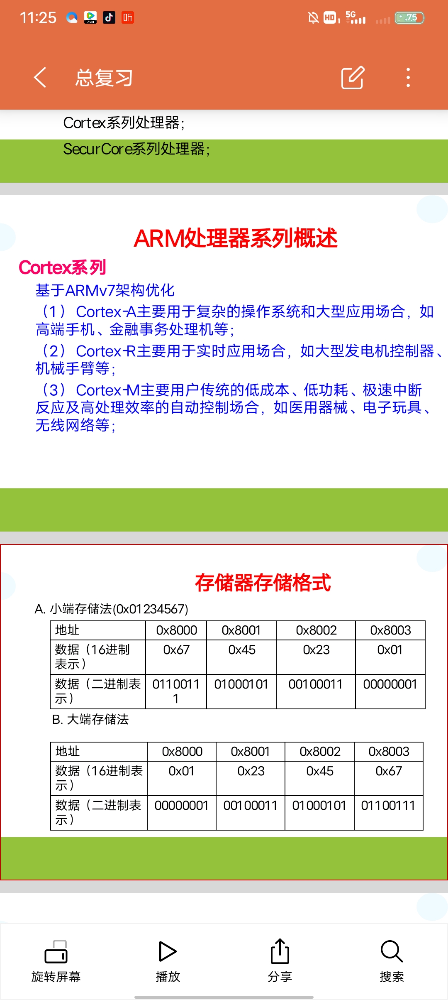 11:25
听
HD 1
5G
75
总复习
Cortex系列处理器；
SecurCore系列处理器；
ARM处理器系列概述
Cortex系列
基于ARMv7架构优化
（1） Cortex-A主要用于复杂的操作系统和大型应用场合，如
高端手机、金融事务处理机等；
（2） Cortex-R主要用于实时应用场合，如大型发电机控制器、
机械手臂等；
（3） Cortex-M主要用户传统的低成本、低功耗、极速中断
反应及高处理效率的自动控制场合，如医用器械、电子玩具、
无线网络等；
存储器存储格式
A. 小端存储法(0x01234567)
地址 0x8000 0x8001 0x8002 0x8003
数据（16进制 0x67 0x45 0x23 0x01
表示）
数据（二进制表 0110011 01000101 00100011 00000001
示） 1
B. 大端存储法
地址 0x8000 0x8001 0x8002 0x8003
数据（16进制表 0x01 0x23 0x45 0x67
示）
数据（二进制表 00000001 00100011 01000101 01100111
示）
旋转屏幕 播放 分享 搜索